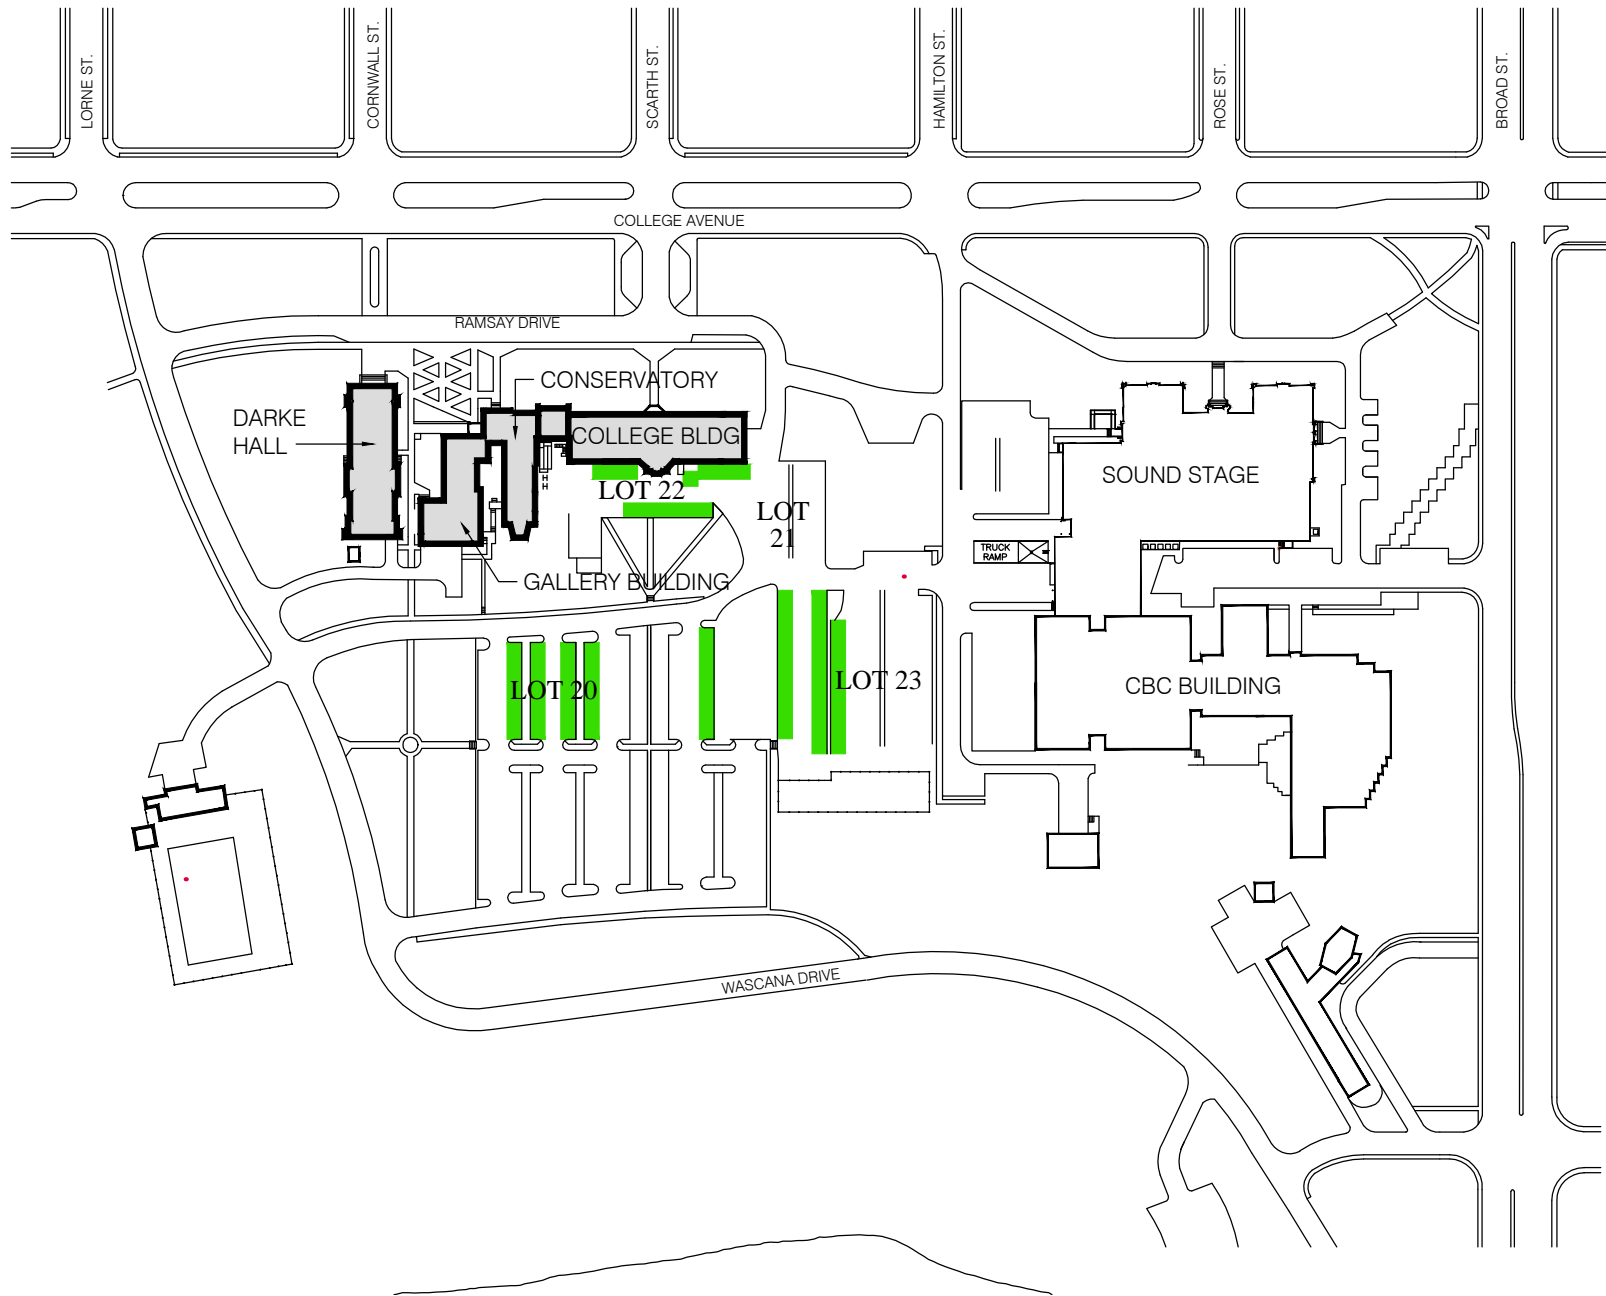 LORNE ST.
CORNWALL ST.
SCARTH ST.
HAMILTON ST.
ROSE ST.
BROAD ST.
COLLEGE AVENUE
RAMSAY DRIVE
CONSERVATORY
DARKE
HALL
COLLEGE BLDG
SOUND STAGE
LOT 22
LOT
21
TRUCK
RAMP
GALLERY BUILDING
LOT 20
LOT 23
CBC BUILDING
WASCANA DRIVE